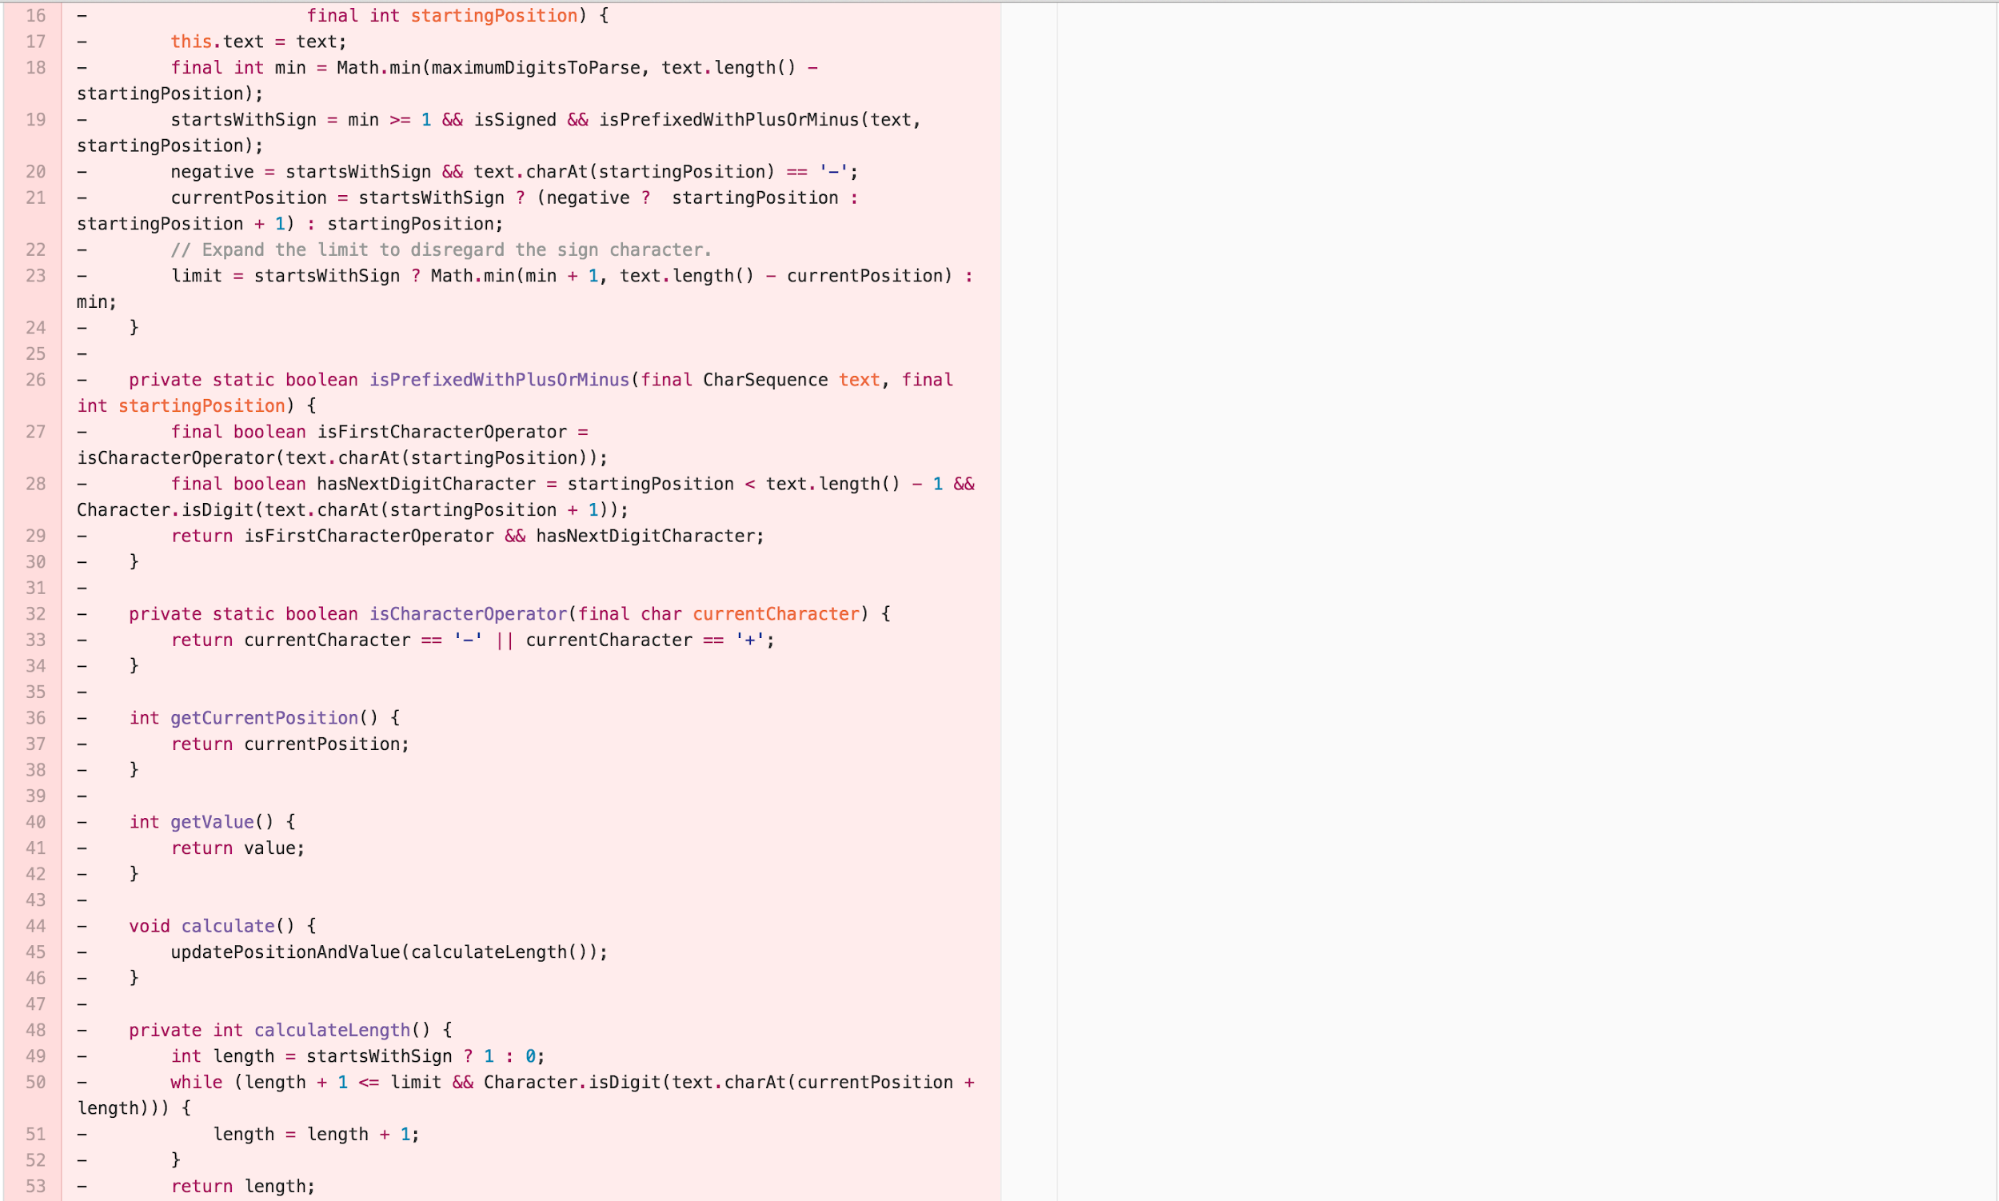 16 -                     final int startingPosition) {
17 -        this.text = text;
18 -        final int min = Math.min(maximumDigitsToParse, text.length() -
startingPosition);
19 -        startsWithSign = min >= 1 && isSigned && isPrefixedWithPlusOrMinus(text,
startingPosition);
20 -        negative = startsWithSign && text.charAt(startingPosition) == '-';
21 -        currentPosition = startsWithSign ? (negative ?  startingPosition :
startingPosition + 1) : startingPosition;
22 -        // Expand the limit to disregard the sign character.
23 -        limit = startsWithSign ? Math.min(min + 1, text.length() - currentPosition) :
min;
24 -    }
25 -
26 -    private static boolean isPrefixedWithPlusOrMinus(final CharSequence text, final
int startingPosition) {
27 -        final boolean isFirstCharacterOperator =
isCharacterOperator(text.charAt(startingPosition));
28 -        final boolean hasNextDigitCharacter = startingPosition < text.length() - 1 &&
Character.isDigit(text.charAt(startingPosition + 1));
29 -        return isFirstCharacterOperator && hasNextDigitCharacter;
30 -    }
31 -
32 -    private static boolean isCharacterOperator(final char currentCharacter) {
33 -        return currentCharacter == '-' || currentCharacter == '+';
34 -    }
35 -
36 -    int getCurrentPosition() {
37 -        return currentPosition;
38 -    }
39 -
40 -    int getValue() {
41 -        return value;
42 -    }
43 -
44 -    void calculate() {
45 -        updatePositionAndValue(calculateLength());
46 -    }
47 -
48 -    private int calculateLength() {
49 -        int length = startsWithSign ? 1 : 0;
50 -        while (length + 1 <= limit && Character.isDigit(text.charAt(currentPosition +
length))) {
51 -            length = length + 1;
52 -        }
53 -        return length;